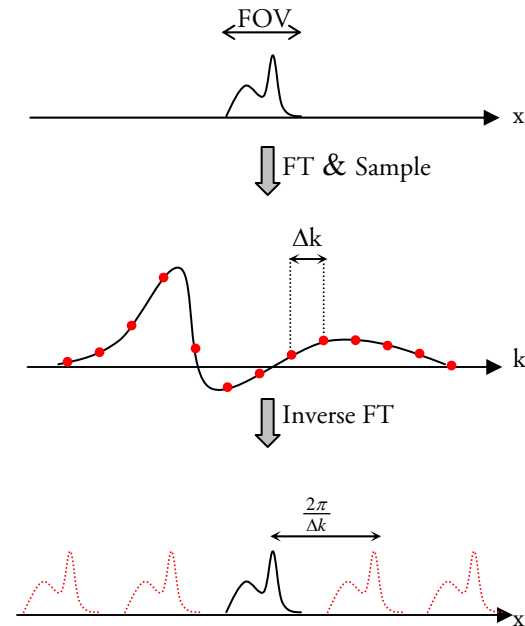 FOV
x
FT & Sample
Δk
k
Inverse FT
2π
Δk
x